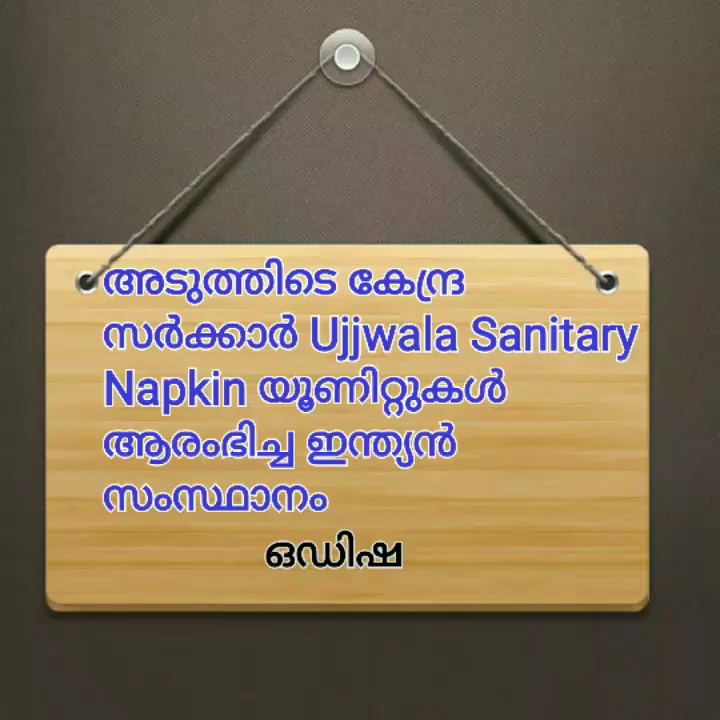 അടുത്തിടെ കേന്ദ്ര
സർക്കാർ Ujjwala Sanitary
Napkin യൂണിറ്റുകൾ
ആരംഭിച്ച ഇന്ത്യൻ
സംസ്ഥാനം
ഒഡിഷ